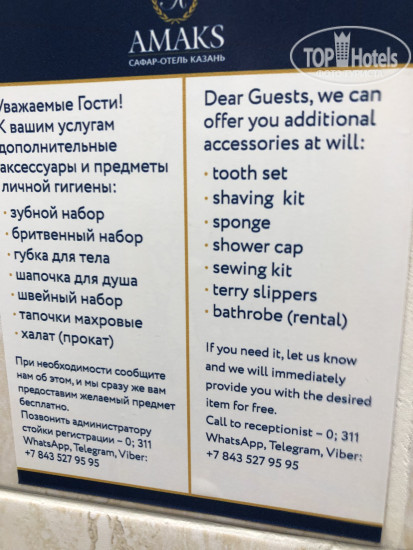 AMAKS
САФАР-ОТЕЛЬ КАЗАНЬ
TOP Hotels
Уважаемые Гости!
К вашим услугам
дополнительные
аксессуары и предметы
личной гигиены:
· зубной набор
· бритвенный набор
· губка для тела
· шапочка для душа
· швейный набор
· тапочки махровые
· халат (прокат)
При необходимости сообщите
нам об этом, и мы сразу же вам
предоставим желаемый предмет
бесплатно.
Позвонить администратору
стойки регистрации – 0; 311
WhatsApp, Telegram, Viber:
+7 843 527 95 95
Dear Guests, we can
offer you additional
accessories at will:
· tooth set
· shaving kit
· sponge
· shower cap
· sewing kit
· terry slippers
· bathrobe (rental)
If you need it, let us know
and we will immediately
provide you with the desired
item for free.
Call to receptionist – 0; 311
WhatsApp, Telegram, Viber:
+7 843 527 95 95